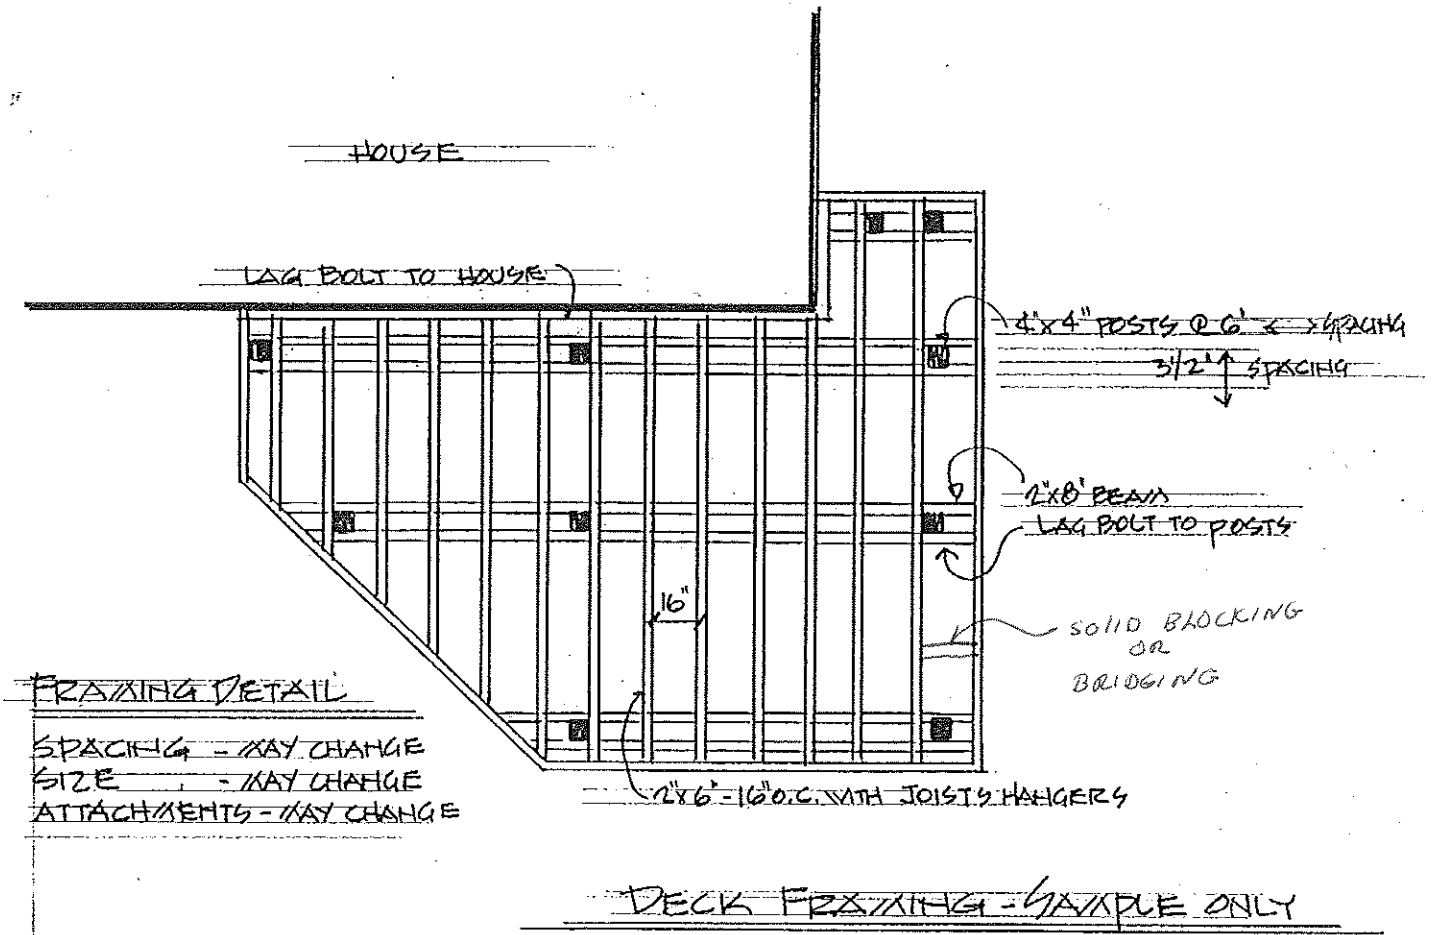 HOUSE
LAG BOLT TO HOUSE
4"X4" POSTS @ 6' <-> SPACING
3 1/2' ↕ SPACING
2"X8" BEAM
LAG BOLT TO POSTS
16"
SOLID BLOCKING
OR
BRIDGING
FRAMING DETAIL
SPACING - MAY CHANGE
SIZE - MAY CHANGE
ATTACHMENTS - MAY CHANGE
2"X6" - 16" O.C. WITH JOISTS HANGERS
DECK FRAMING - SAMPLE ONLY